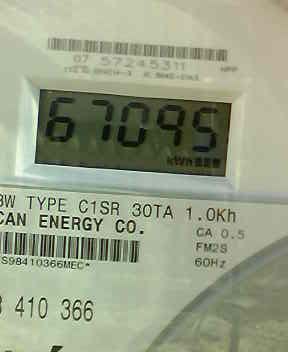 07 57245311
67095
kWh
3W TYPE C1SR 30TA 1.0Kh
CAN ENERGY CO.
CA 0.5
FM2S
60Hz
S98410366MEC*
410 366